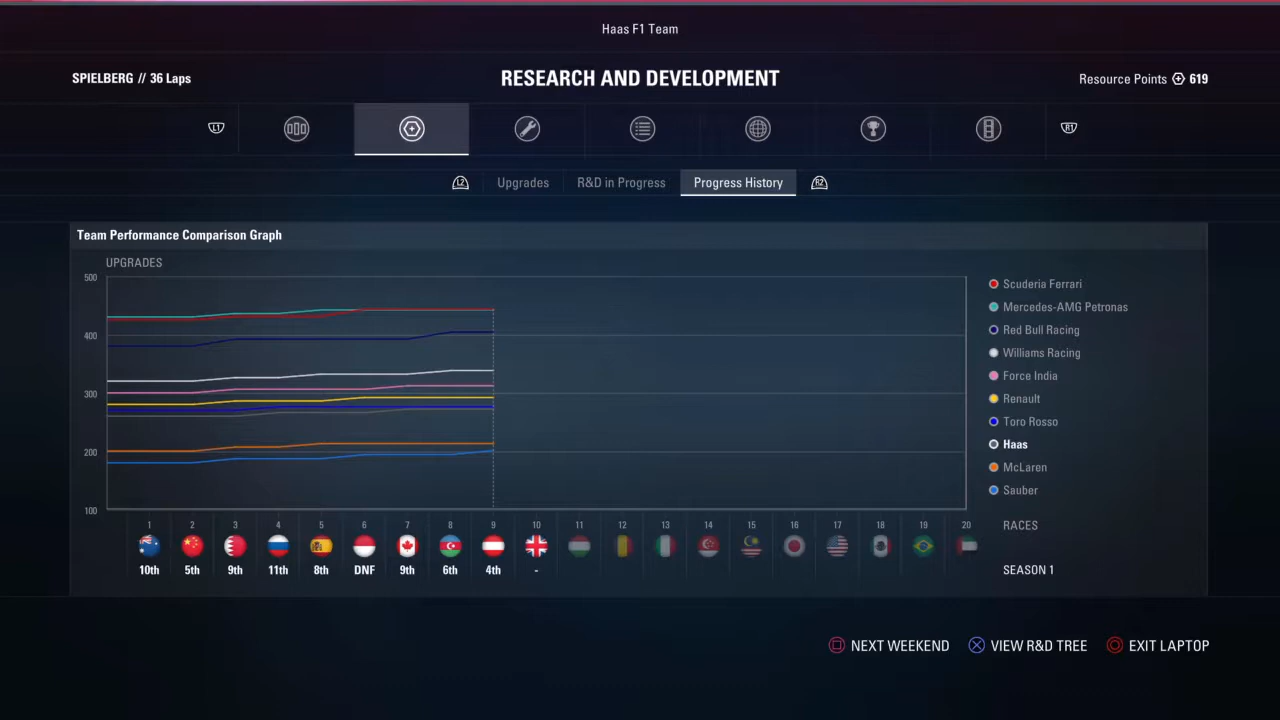 Haas F1 Team
SPIELBERG // 36 Laps
RESEARCH AND DEVELOPMENT
Resource Points 619
L1
R1
L2
Upgrades
R&D in Progress
Progress History
R2
Team Performance Comparison Graph
UPGRADES
500
400
300
200
100
Scuderia Ferrari
Mercedes-AMG Petronas
Red Bull Racing
Williams Racing
Force India
Renault
Toro Rosso
Haas
McLaren
Sauber
1 2 3 4 5 6 7 8 9 10 11 12 13 14 15 16 17 18 19 20 RACES
10th 5th 9th 11th 8th DNF 9th 6th 4th - SEASON 1
NEXT WEEKEND VIEW R&D TREE EXIT LAPTOP